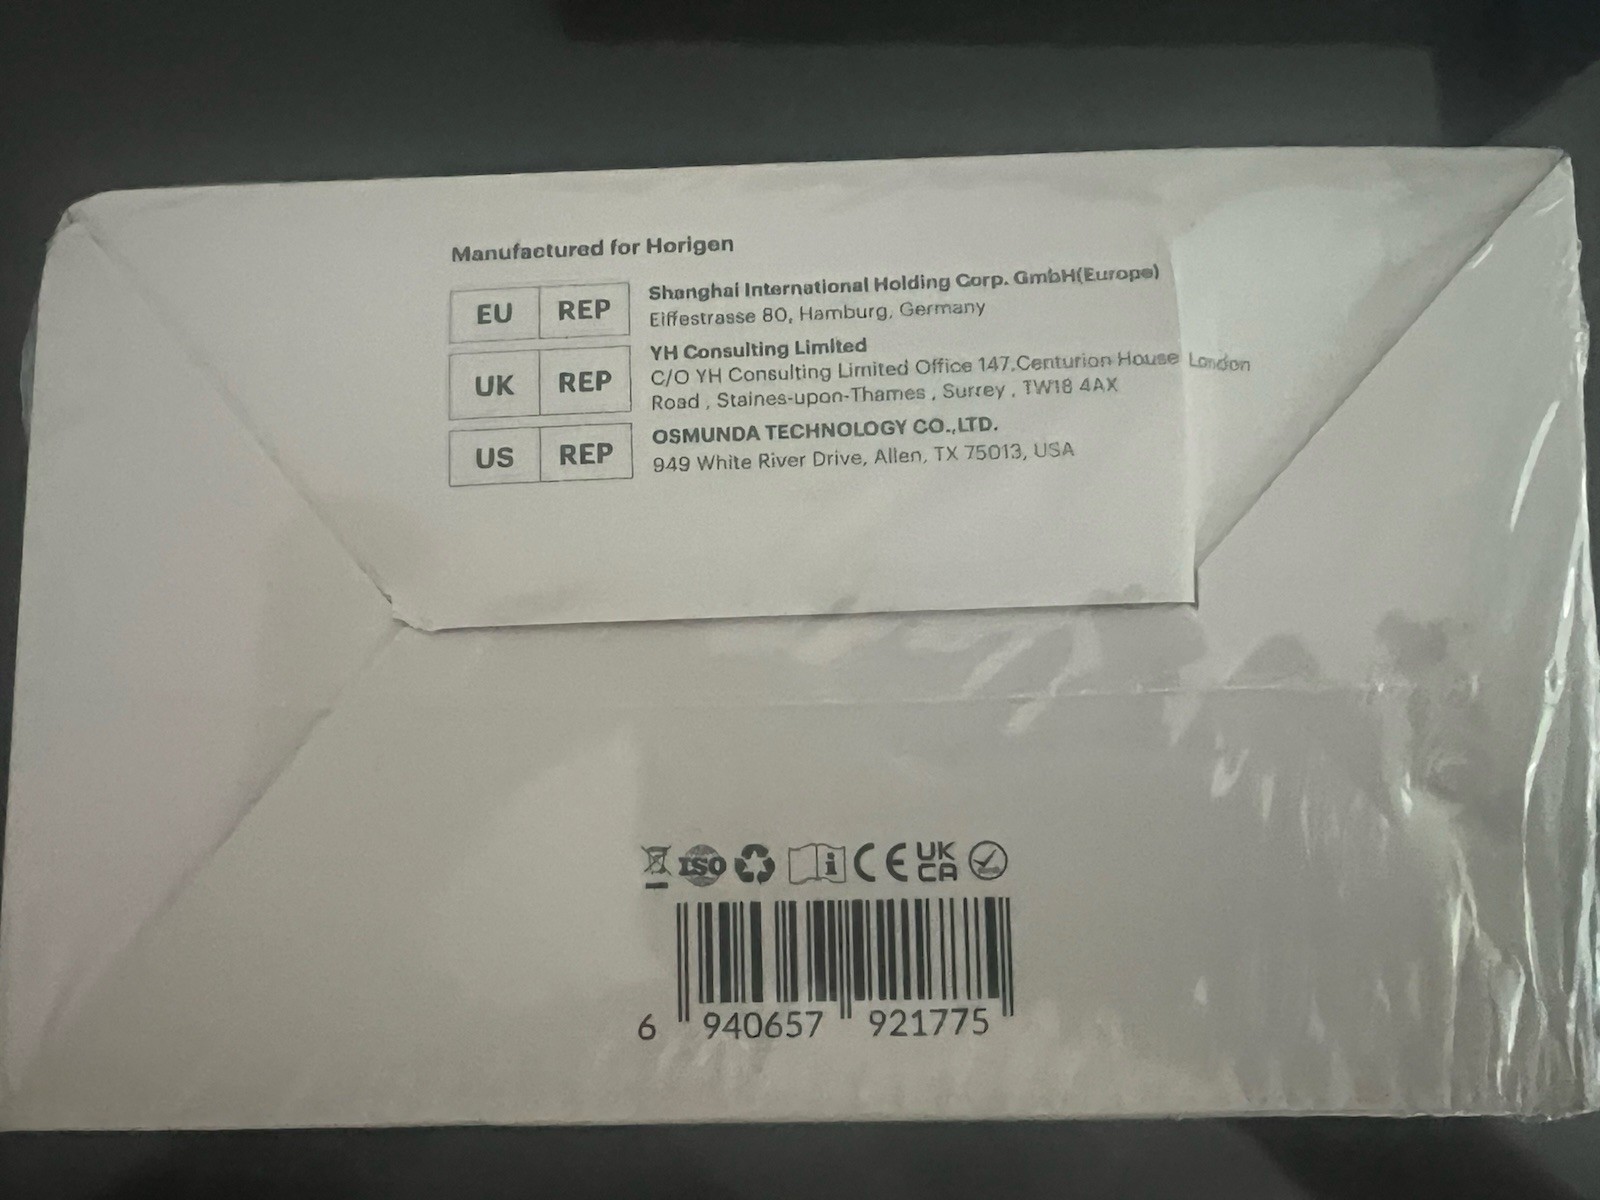 Manufactured for Horigen
EU REP
Shanghai International Holding Corp. GmbH(Europe)
Eiffestrasse 80, Hamburg, Germany
UK REP
YH Consulting Limited
C/O YH Consulting Limited Office 147,Centurion House London
Road , Staines-upon-Thames , Surrey , TW18 4AX
US REP
OSMUNDA TECHNOLOGY CO.,LTD.
949 White River Drive, Allen, TX 75013, USA
ISO i CE UK CA
6 940657 921775